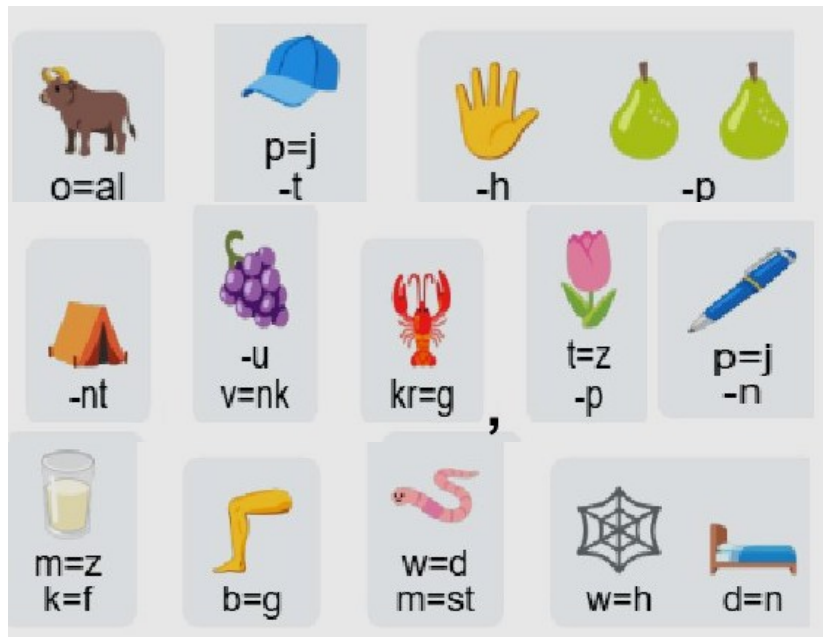 o=al p=j -t -h -p
-nt -u v=nk kr=g , t=z -p p=j -n
m=z k=f b=g w=d m=st w=h d=n